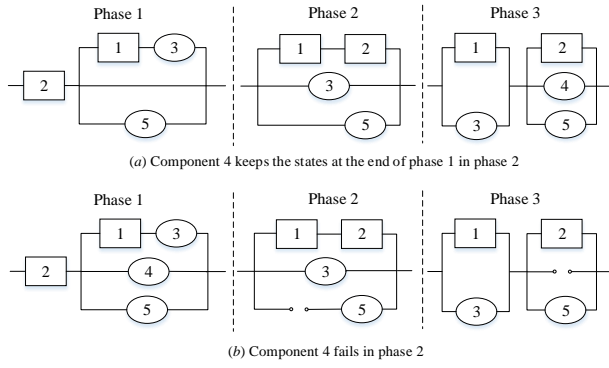 Phase 1 Phase 2 Phase 3
1 3 1 2 1 2
2 3 4
5 5 3 5
(a) Component 4 keeps the states at the end of phase 1 in phase 2
Phase 1 Phase 2 Phase 3
1 3 1 2 1 2
2 4 3
5 5 3 5
(b) Component 4 fails in phase 2